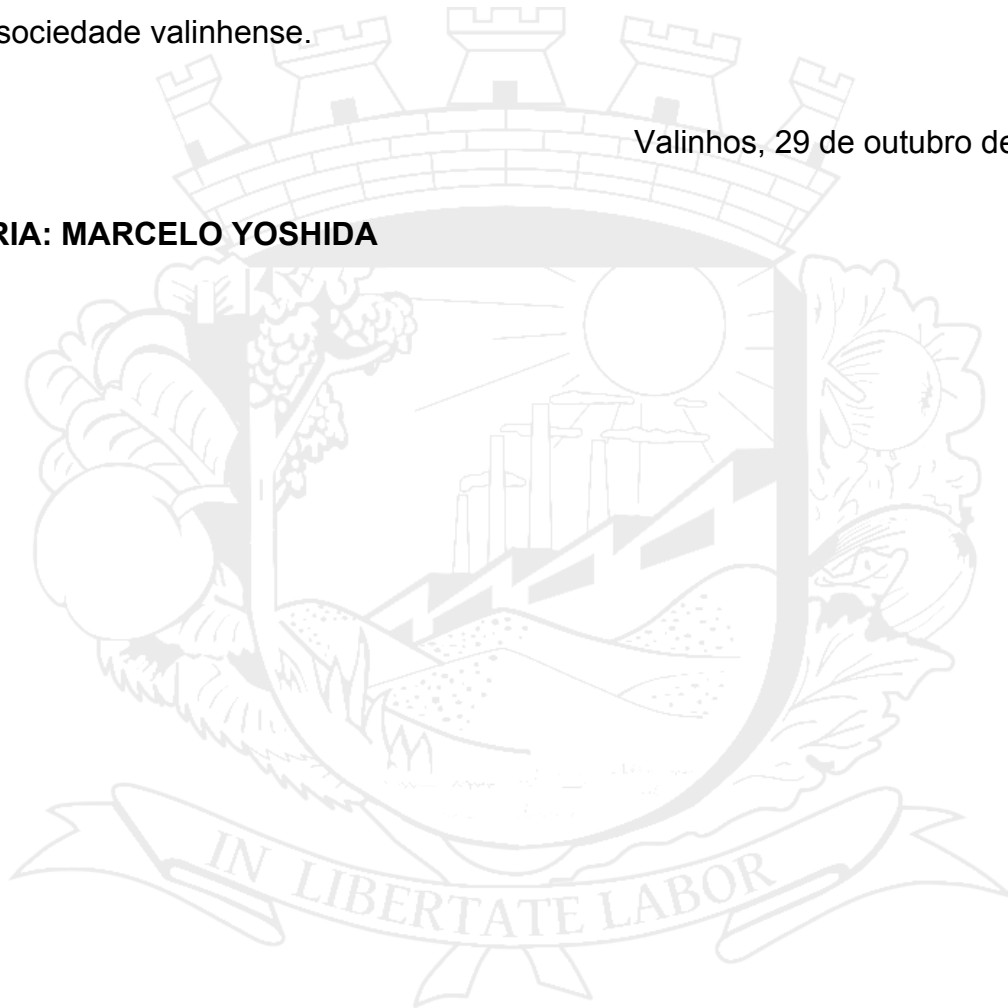 sociedade valinhense.
Valinhos, 29 de outubro de
RIA: MARCELO YOSHIDA
IN LIBERTATE LABOR